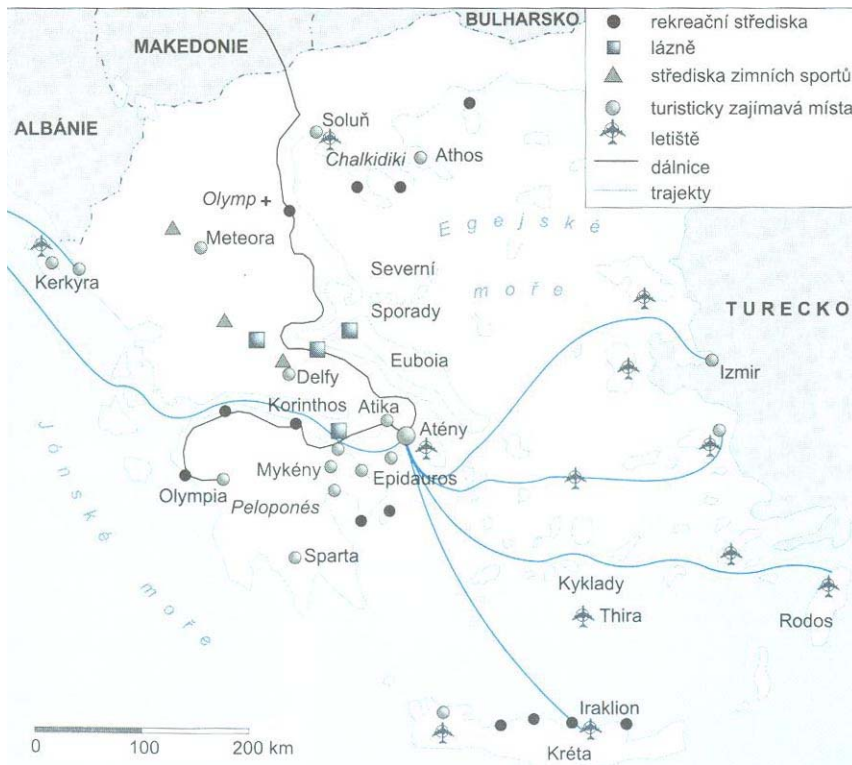 BULHARSKO
MAKEDONIE
ALBÁNIE
rekreační střediska
lázně
střediska zimních sportů
turisticky zajímavá místa
letiště
dálnice
trajekty
Soluň
Chalkidiki
Athos
Olymp +
Meteora
Egejské
moře
Kerkyra
Severní
Sporady
TURECKO
Euboia
Izmir
Delfy
Korinthos
Atika
Atény
Mykény
Epidauros
Olympia
Peloponés
Jónské
moře
Sparta
Kyklady
Thira
Rodos
Iraklion
Kréta
0 100 200 km